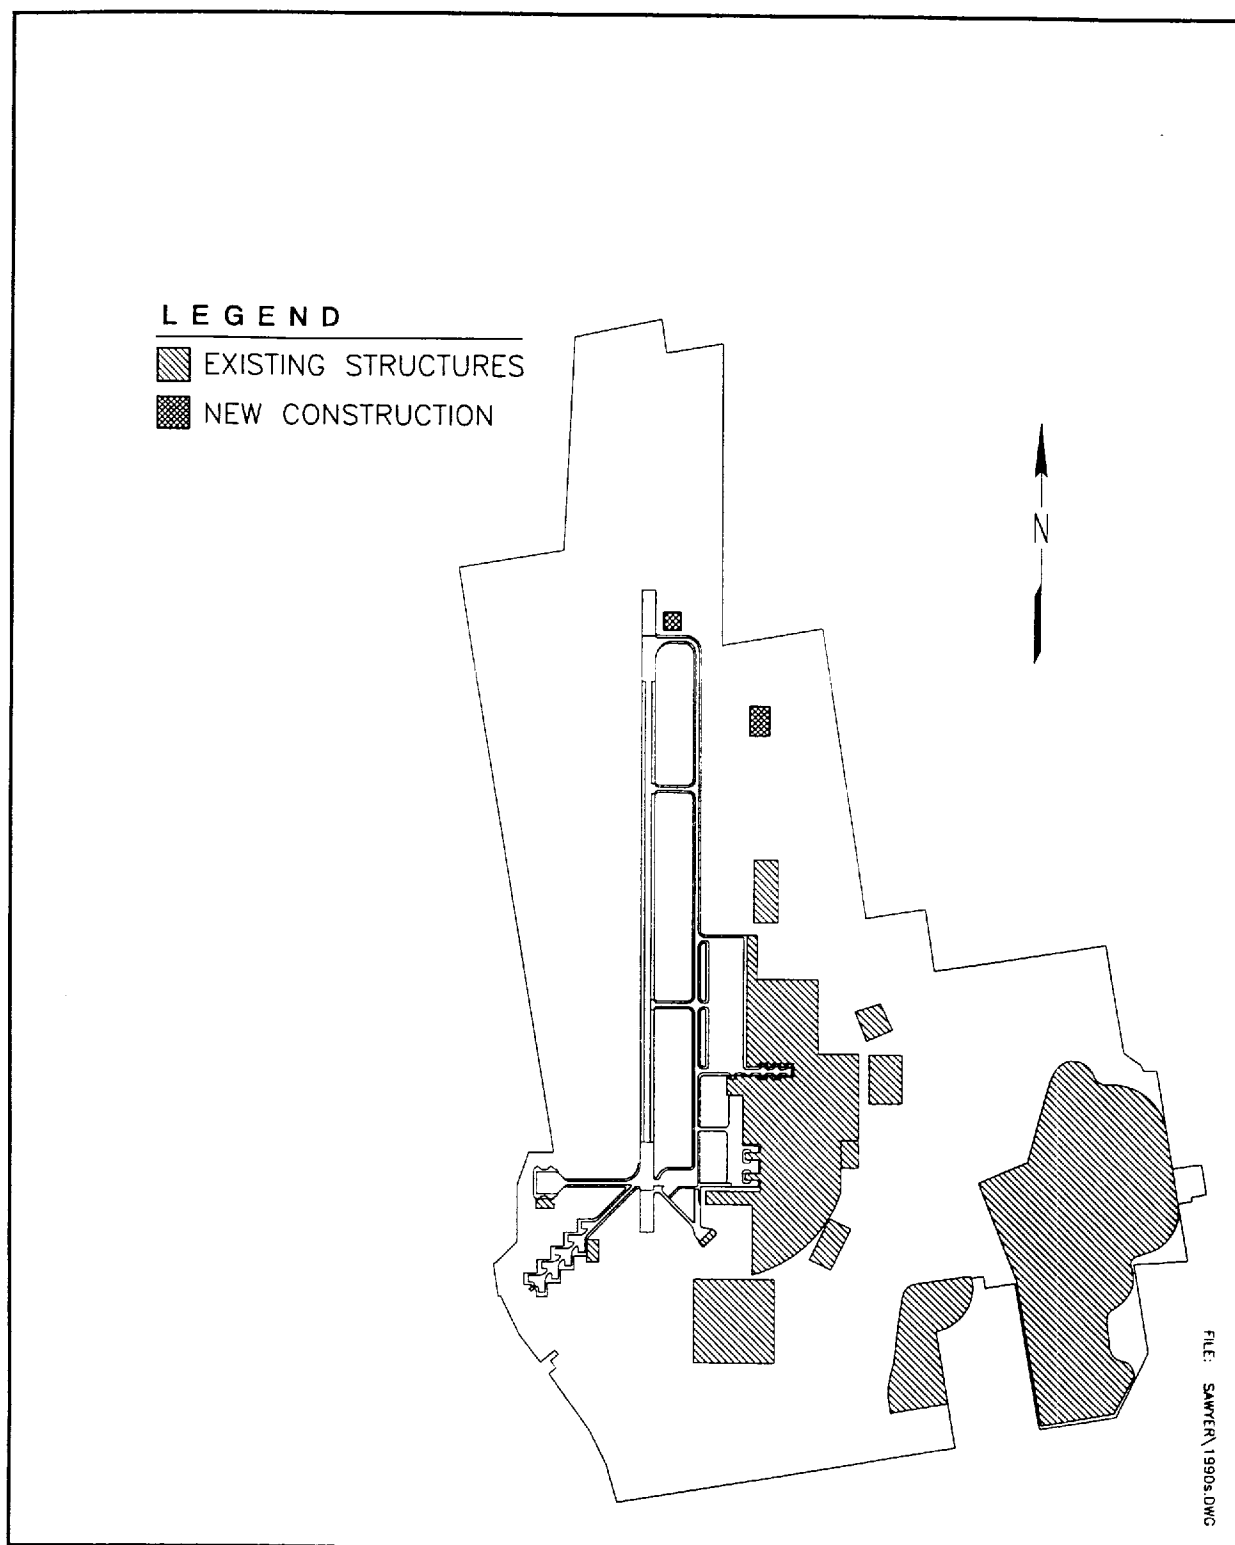 LEGEND
EXISTING STRUCTURES
NEW CONSTRUCTION
N
FILE: SAWYER\1990s.DWG